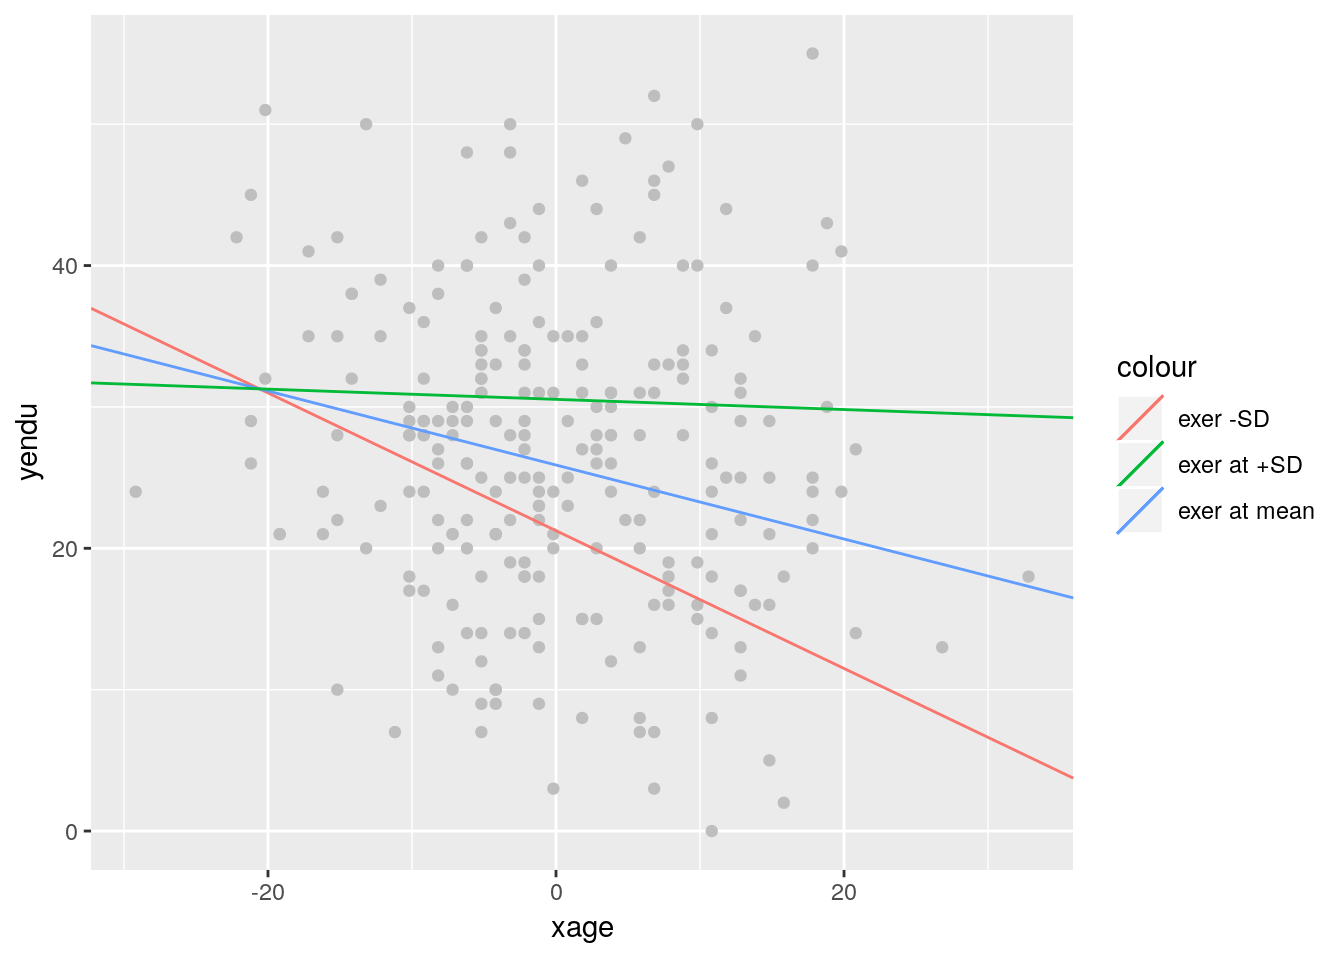 yendu
40
20
0
-20
0
20
xage
colour
exer -SD
exer at +SD
exer at mean